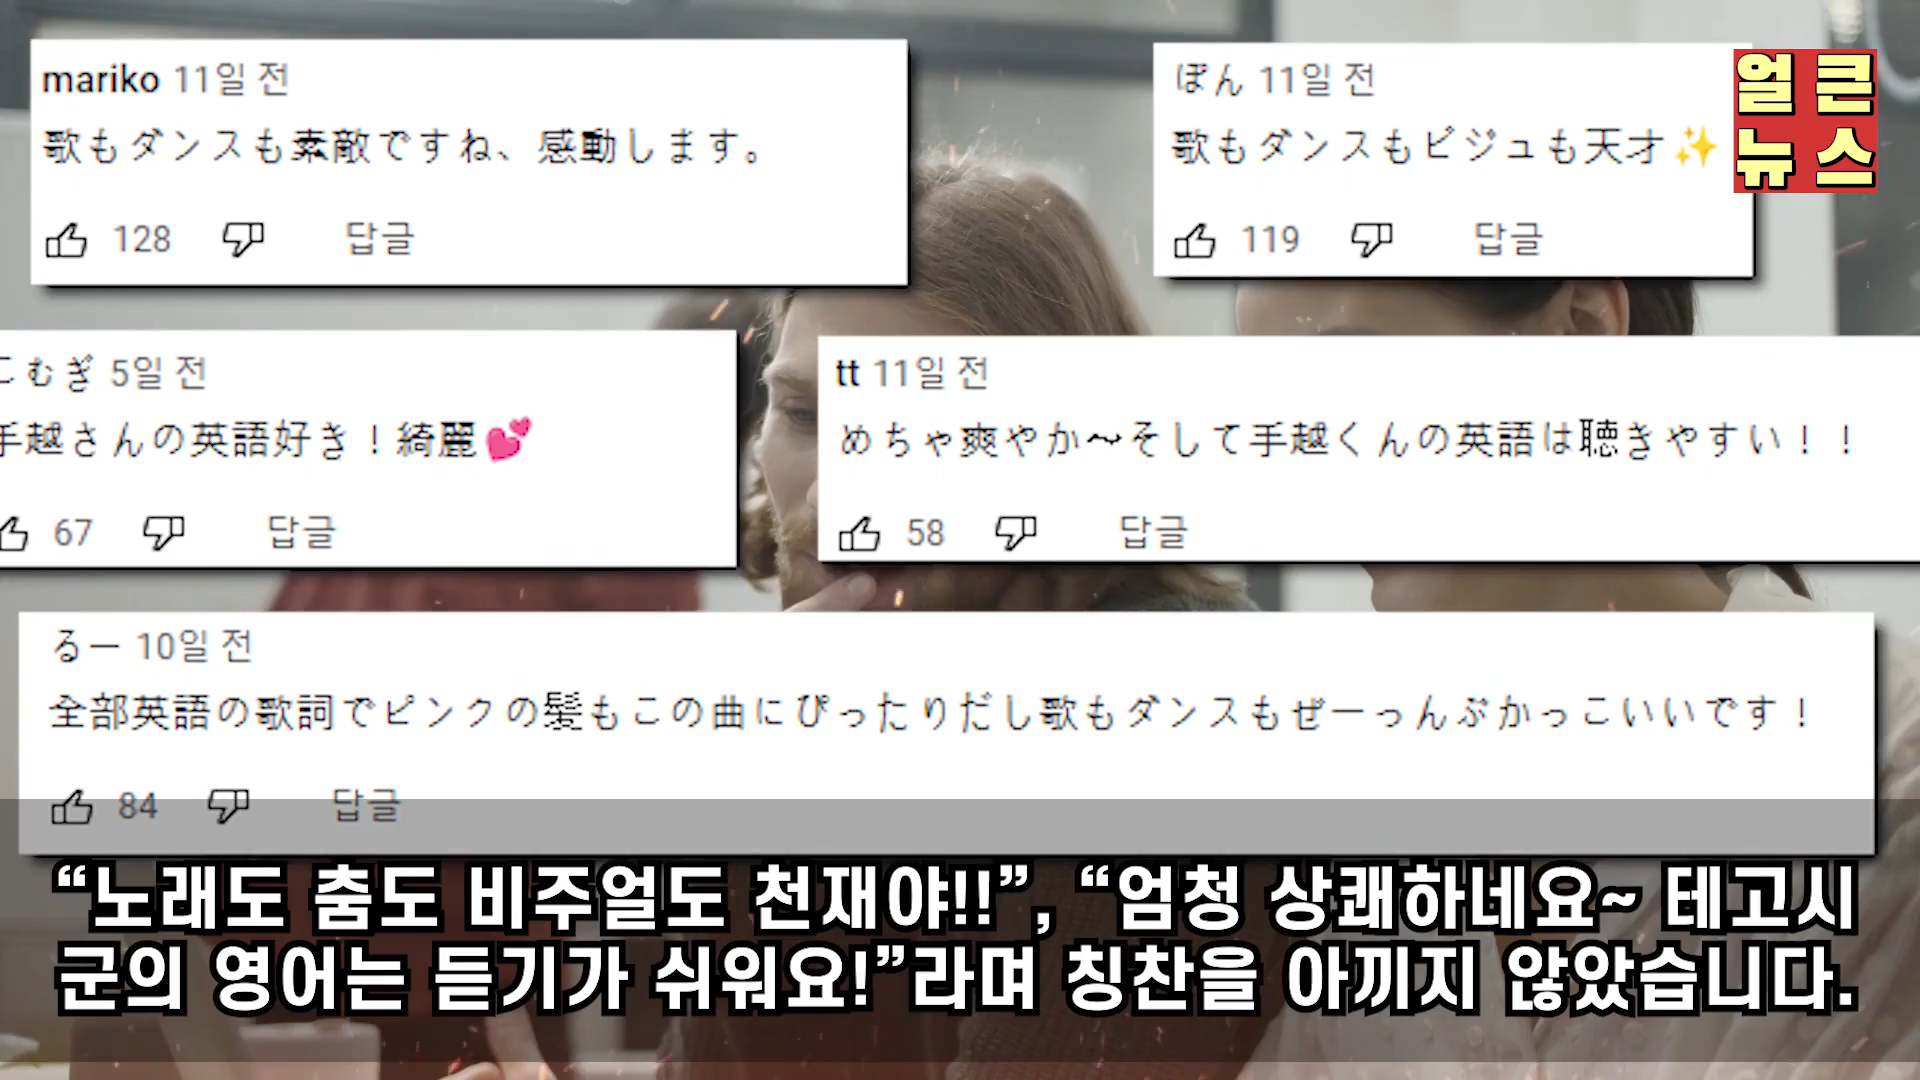 mariko 11일 전
歌もダンスも素敵ですね、感動します。
128 답글
ぽん 11일 전
歌もダンスもビジュも天才✨
119 답글
얼큰
뉴스
こむぎ 5일 전
手越さんの英語好き！綺麗💕
67 답글
tt 11일 전
めちゃ爽やか〜そして手越くんの英語は聴きやすい！！
58 답글
るー 10일 전
全部英語の歌詞でピンクの髪もこの曲にぴったりだし歌もダンスもぜーっんぶかっこいいです！
84 답글
“노래도 춤도 비주얼도 천재야!!”, “엄청 상쾌하네요~ 테고시
군의 영어는 듣기가 쉬워요!”라며 칭찬을 아끼지 않았습니다.